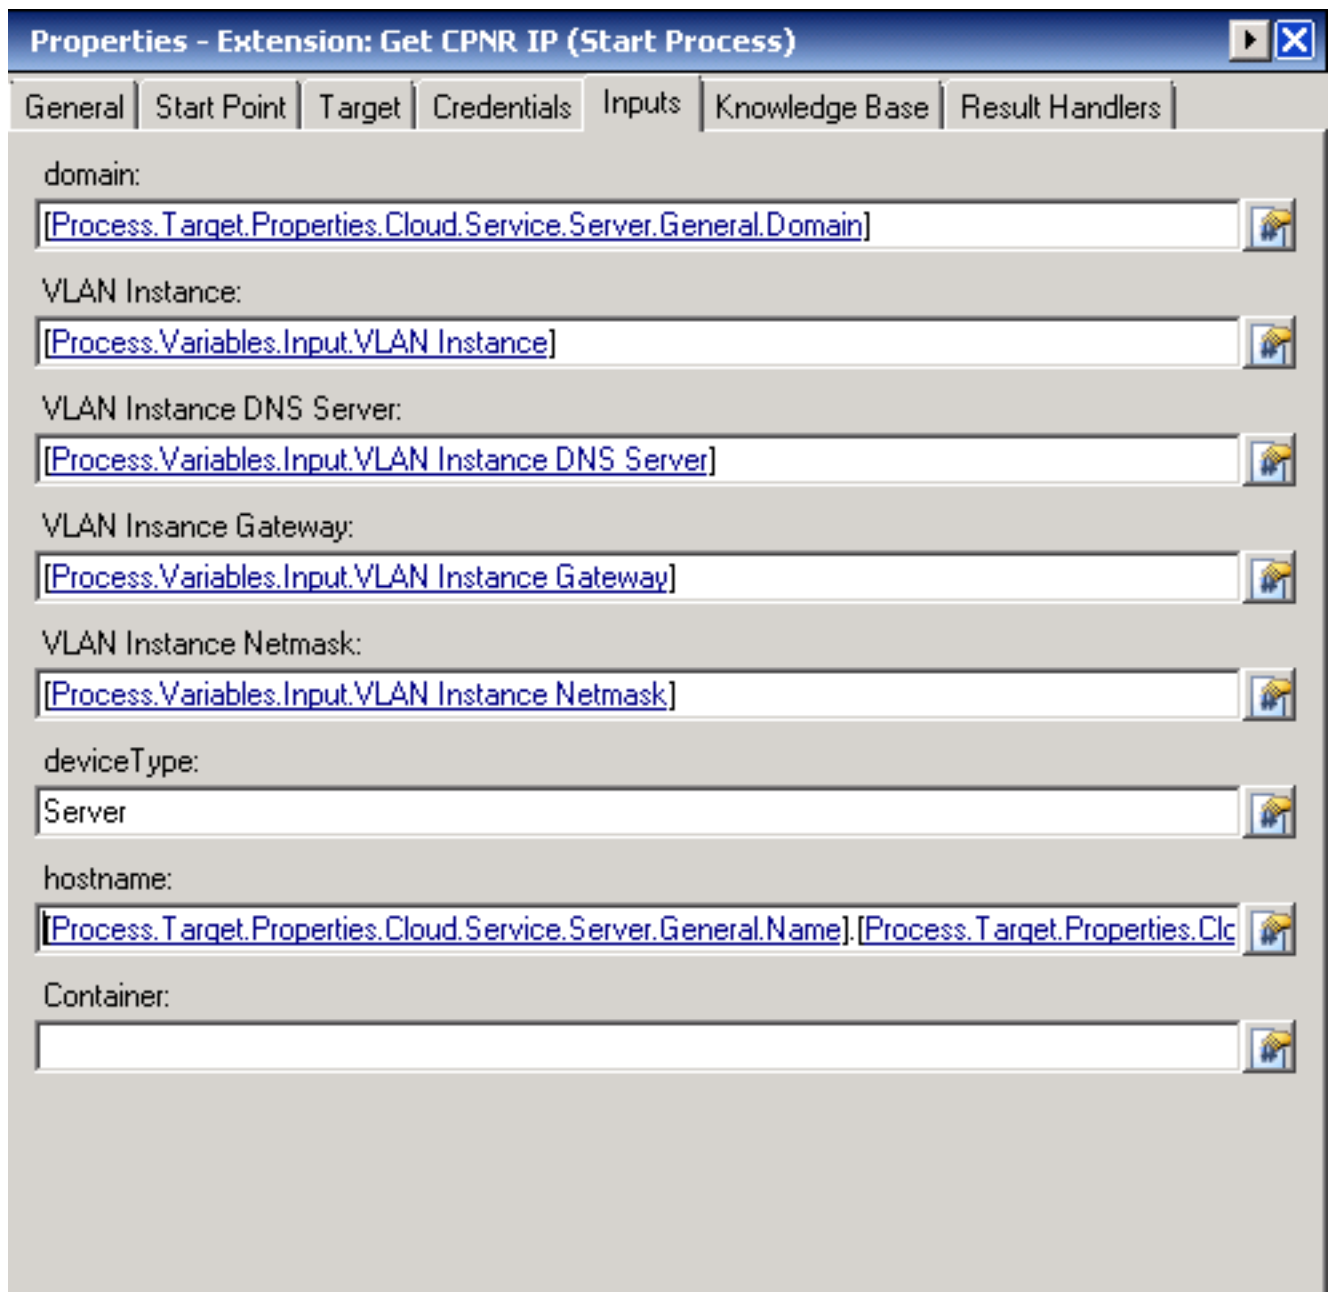 Properties - Extension: Get CPNR IP (Start Process)
General Start Point Target Credentials Inputs Knowledge Base Result Handlers
domain:
[Process.Target.Properties.Cloud.Service.Server.General.Domain]
VLAN Instance:
[Process.Variables.Input.VLAN Instance]
VLAN Instance DNS Server:
[Process.Variables.Input.VLAN Instance DNS Server]
VLAN Insance Gateway:
[Process.Variables.Input.VLAN Instance Gateway]
VLAN Instance Netmask:
[Process.Variables.Input.VLAN Instance Netmask]
deviceType:
Server
hostname:
[Process.Target.Properties.Cloud.Service.Server.General.Name].[Process.Target.Properties.Clo
Container: